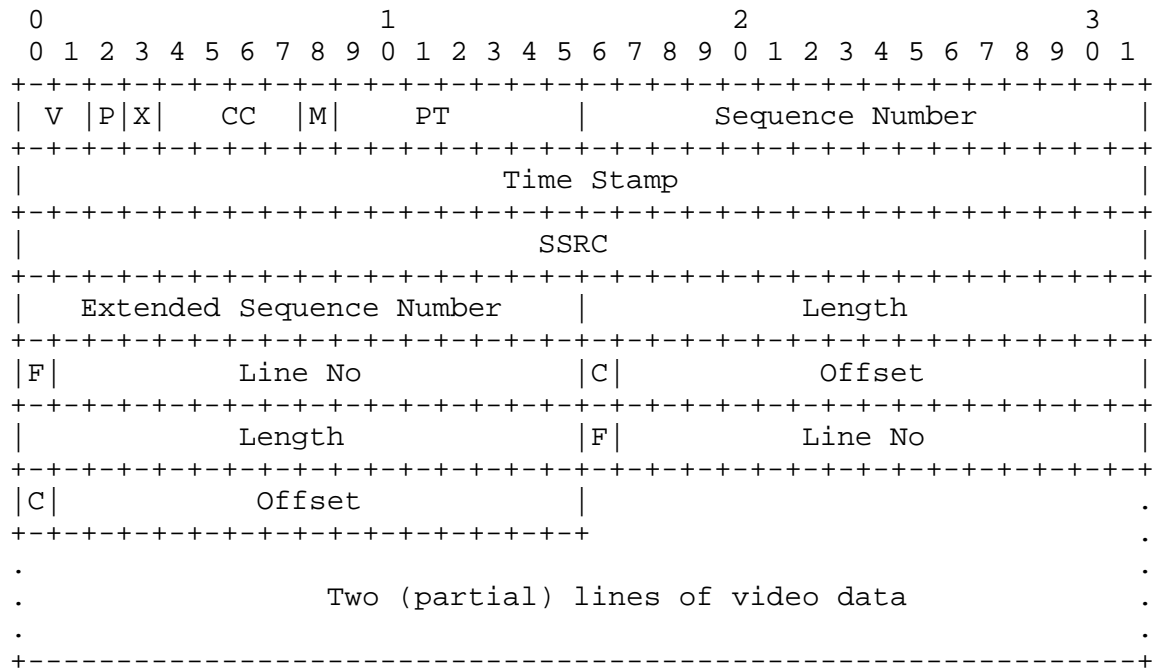 0                   1                   2                   3
 0 1 2 3 4 5 6 7 8 9 0 1 2 3 4 5 6 7 8 9 0 1 2 3 4 5 6 7 8 9 0 1
+-+-+-+-+-+-+-+-+-+-+-+-+-+-+-+-+-+-+-+-+-+-+-+-+-+-+-+-+-+-+-+-+
| V |P|X|   CC  |M|    PT       |       Sequence Number         |
+-+-+-+-+-+-+-+-+-+-+-+-+-+-+-+-+-+-+-+-+-+-+-+-+-+-+-+-+-+-+-+-+
|                           Time Stamp                          |
+-+-+-+-+-+-+-+-+-+-+-+-+-+-+-+-+-+-+-+-+-+-+-+-+-+-+-+-+-+-+-+-+
|                             SSRC                              |
+-+-+-+-+-+-+-+-+-+-+-+-+-+-+-+-+-+-+-+-+-+-+-+-+-+-+-+-+-+-+-+-+
|   Extended Sequence Number    |            Length             |
+-+-+-+-+-+-+-+-+-+-+-+-+-+-+-+-+-+-+-+-+-+-+-+-+-+-+-+-+-+-+-+-+
|F|          Line No            |C|           Offset            |
+-+-+-+-+-+-+-+-+-+-+-+-+-+-+-+-+-+-+-+-+-+-+-+-+-+-+-+-+-+-+-+-+
|            Length             |F|          Line No            |
+-+-+-+-+-+-+-+-+-+-+-+-+-+-+-+-+-+-+-+-+-+-+-+-+-+-+-+-+-+-+-+-+
|C|           Offset            |                               .
+-+-+-+-+-+-+-+-+-+-+-+-+-+-+-+-+                               .
.                                                               .
.                 Two (partial) lines of video data             .
.                                                               .
+---------------------------------------------------------------+